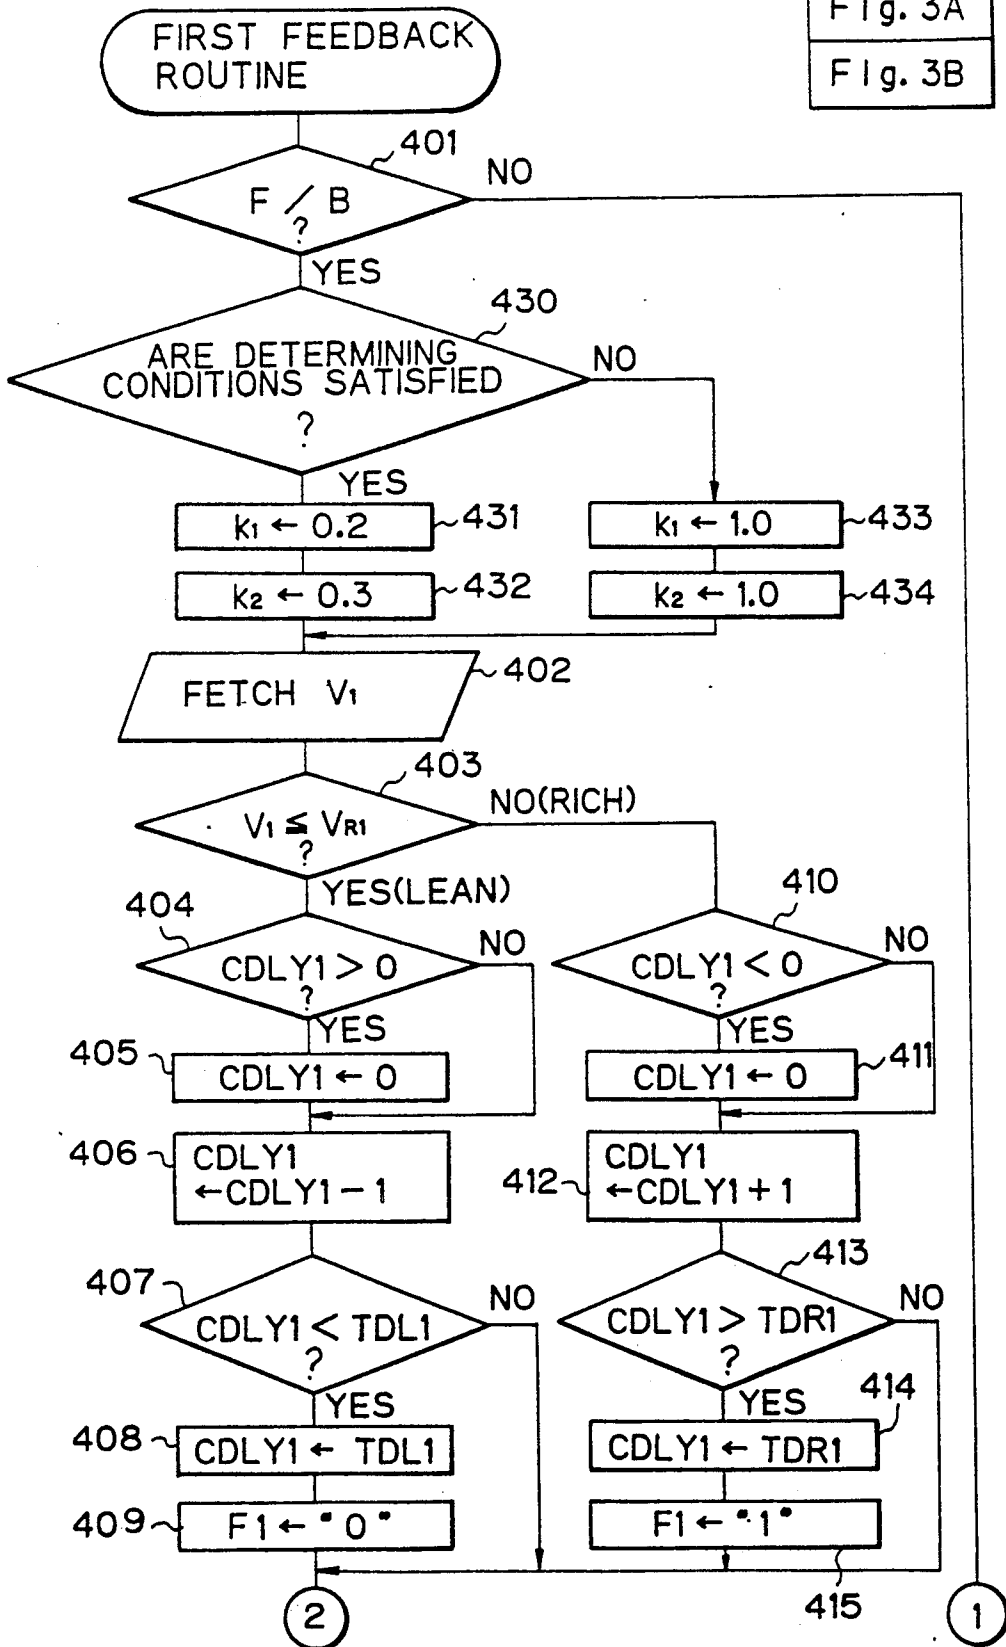 FIRST FEEDBACK
ROUTINE
Fig. 3A
Fig. 3B
401
F / B
?
NO
YES
430
ARE DETERMINING
CONDITIONS SATISFIED
?
NO
YES
k1 ← 0.2
431
k1 ← 1.0
433
k2 ← 0.3
432
k2 ← 1.0
434
FETCH V1
402
403
V1 ≦ VR1
?
NO(RICH)
YES(LEAN)
404
CDLY1 > 0
?
NO
YES
410
CDLY1 < 0
?
NO
YES
405
CDLY1 ← 0
411
CDLY1 ← 0
406
CDLY1
←CDLY1 − 1
412
CDLY1
←CDLY1 + 1
407
CDLY1 < TDL1
?
NO
YES
413
CDLY1 > TDR1
?
NO
YES
408
CDLY1 ← TDL1
414
CDLY1 ← TDR1
409
F1 ← "0"
F1 ← "1"
415
2
1